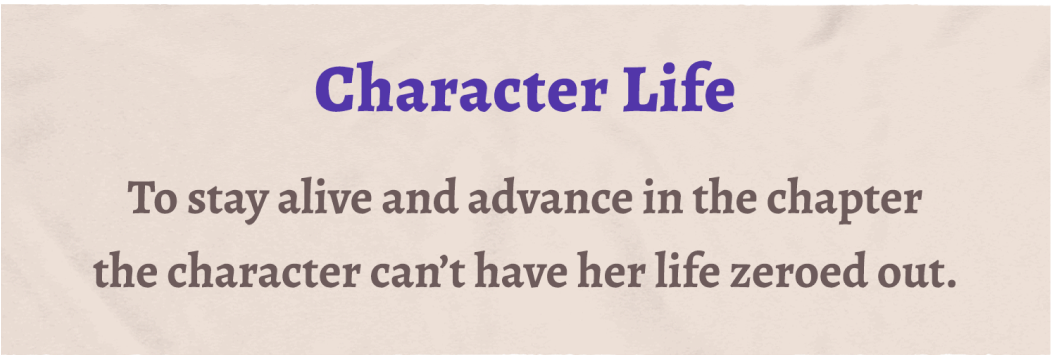 Character Life
To stay alive and advance in the chapter
the character can’t have her life zeroed out.